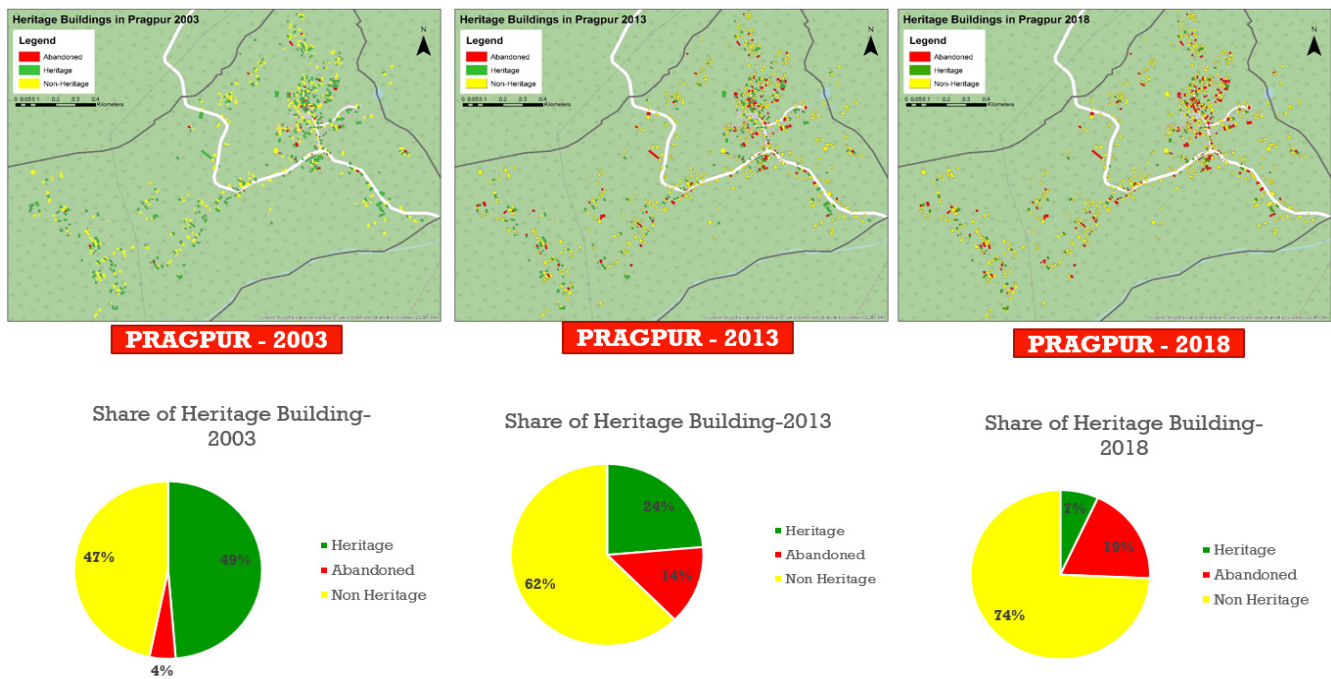 Heritage Buildings in Pragpur 2003
N
Legend
Abandoned
Heritage
Non-Heritage
Kilometers
Heritage Buildings in Pragpur 2013
N
Legend
Abandoned
Heritage
Non-Heritage
Kilometers
Heritage Buildings in Pragpur 2018
N
Legend
Abandoned
Heritage
Non-Heritage
Kilometers
PRAGPUR - 2003
PRAGPUR - 2013
PRAGPUR - 2018
Share of Heritage Building-
2003
47%
49%
4%
Heritage
Abandoned
Non Heritage
Share of Heritage Building-2013
24%
14%
62%
Heritage
Abandoned
Non Heritage
Share of Heritage Building-
2018
7%
19%
74%
Heritage
Abandoned
Non Heritage